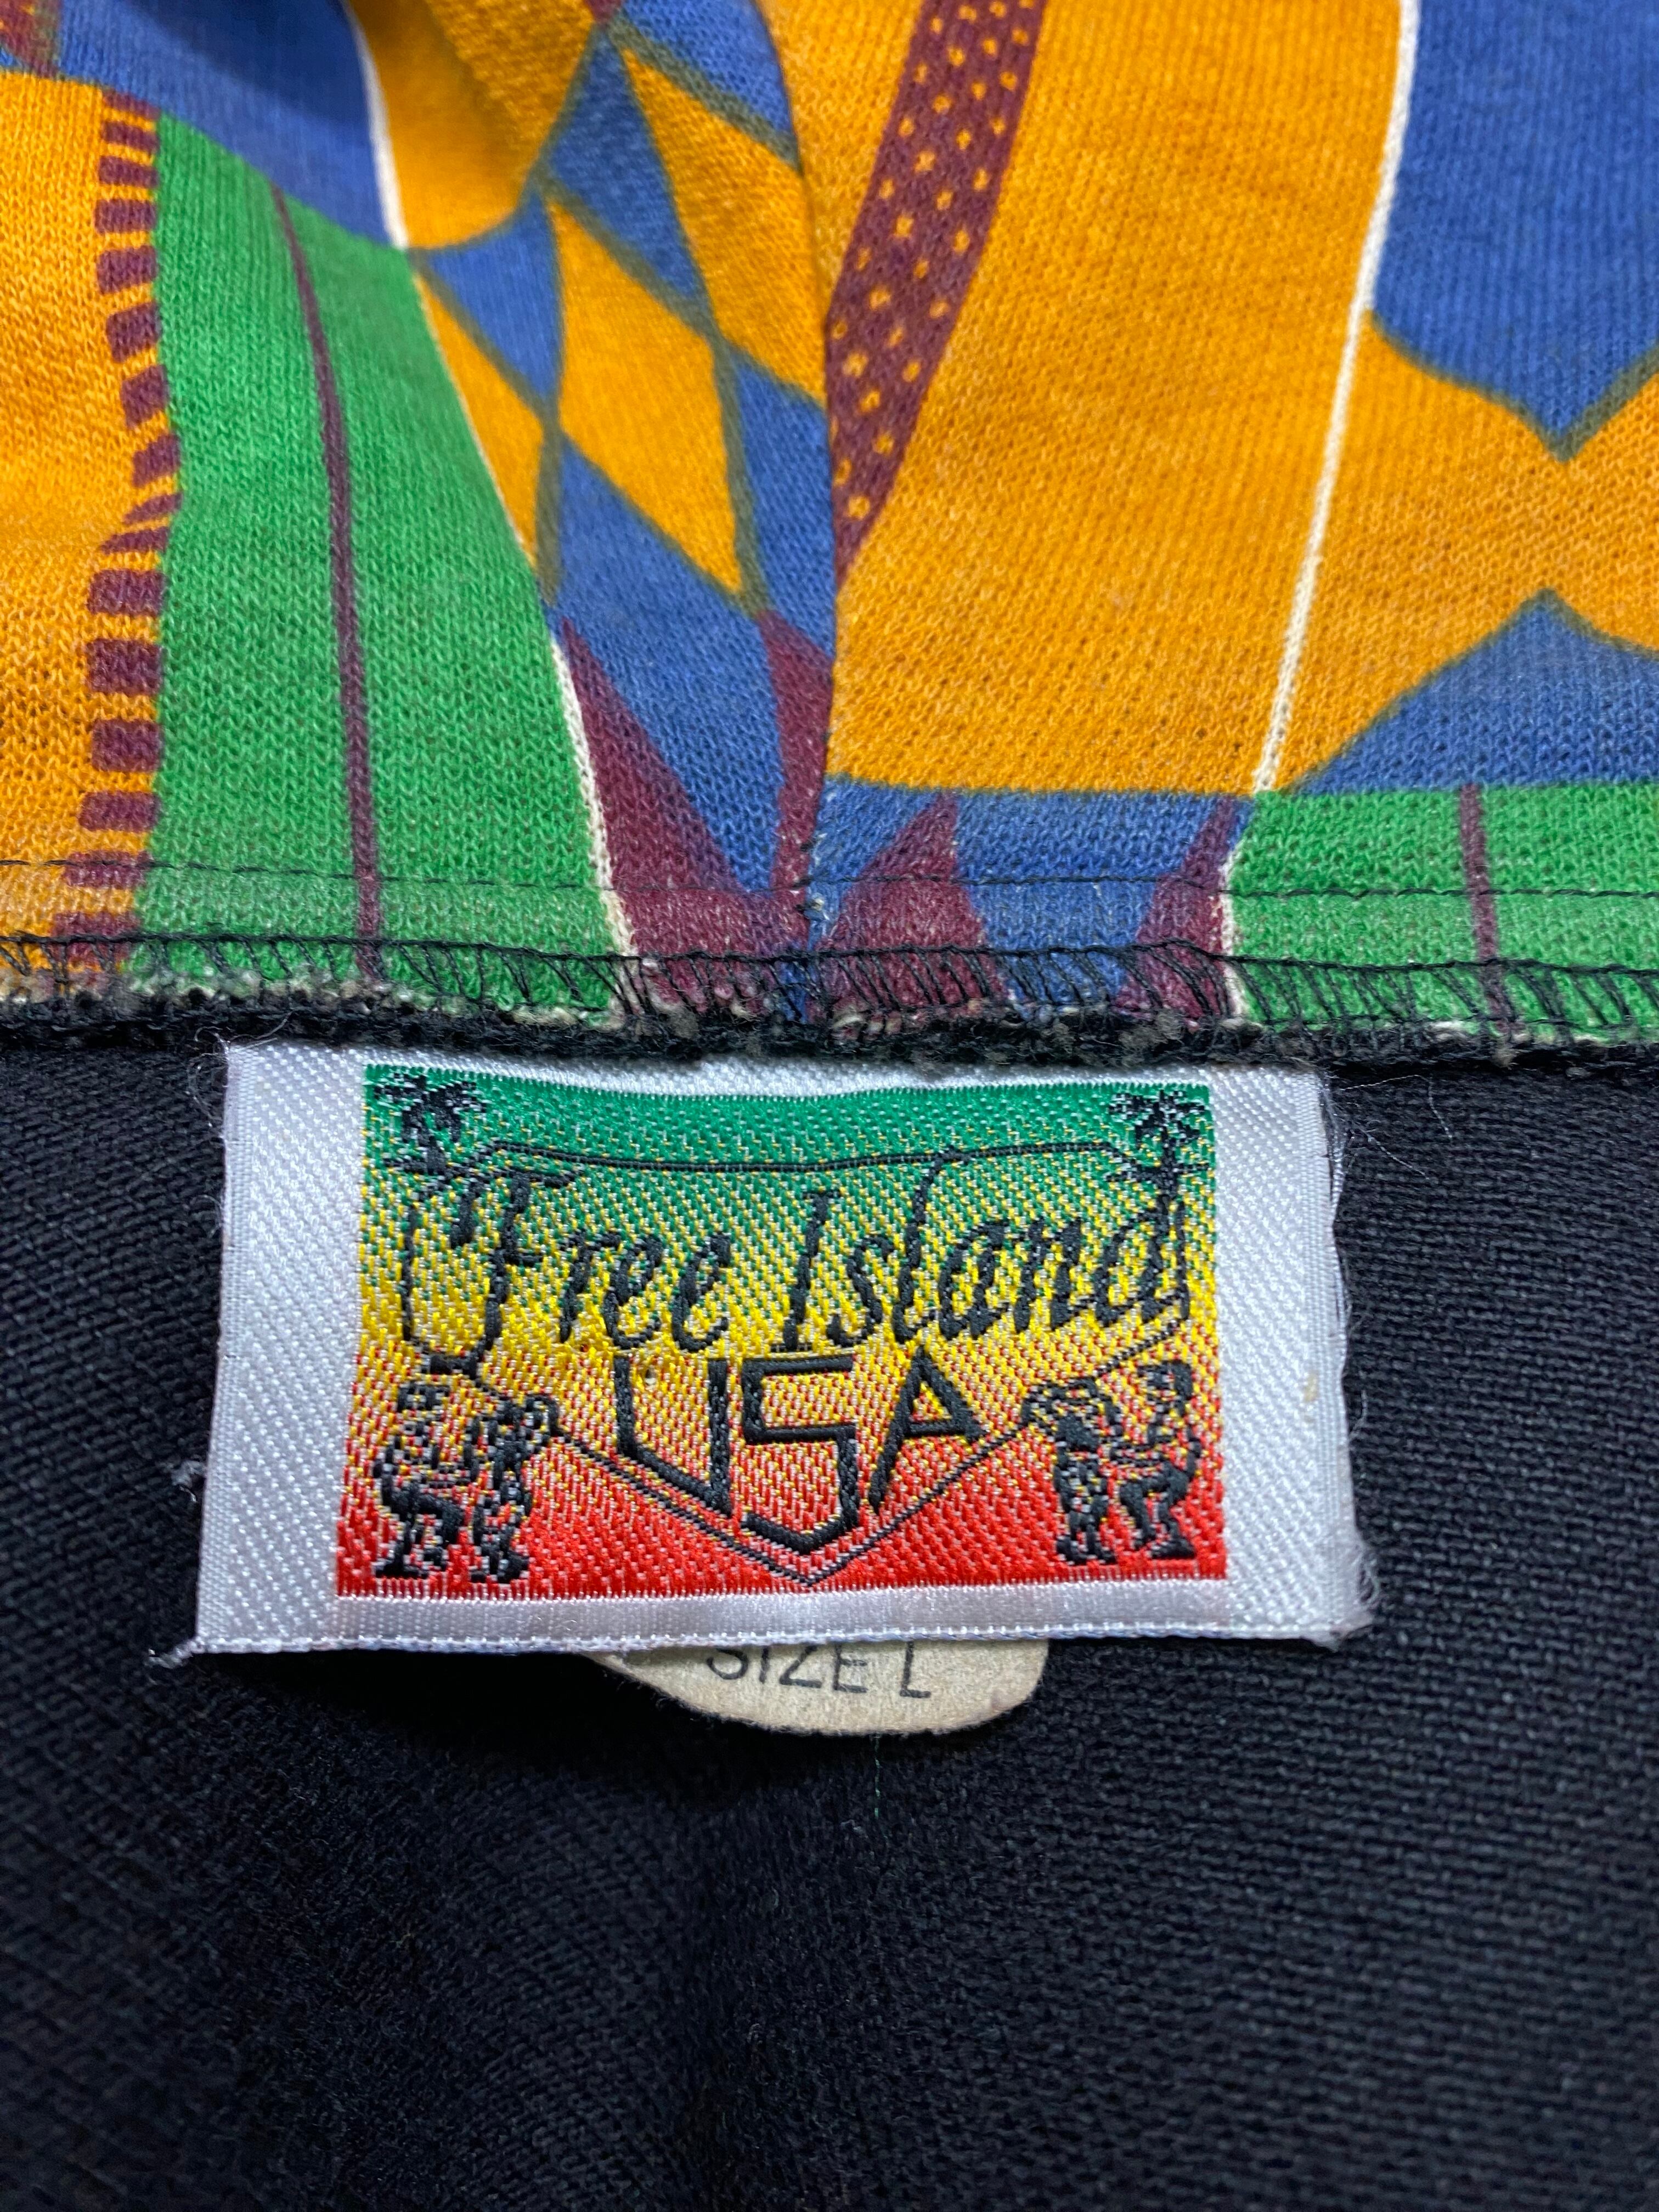 Free Island
USA
SIZE L